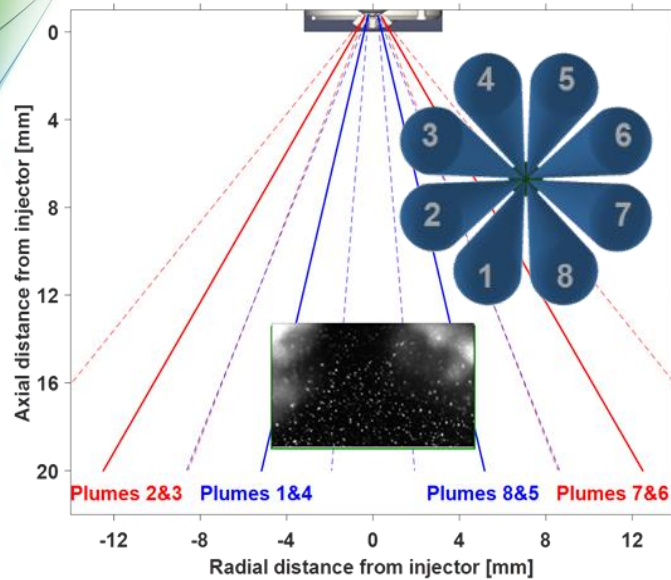 0
4
8
12
16
20
Axial distance from injector [mm]
4 5
3 6
2 7
1 8
Plumes 2&3 Plumes 1&4 Plumes 8&5 Plumes 7&6
-12 -8 -4 0 4 8 12
Radial distance from injector [mm]